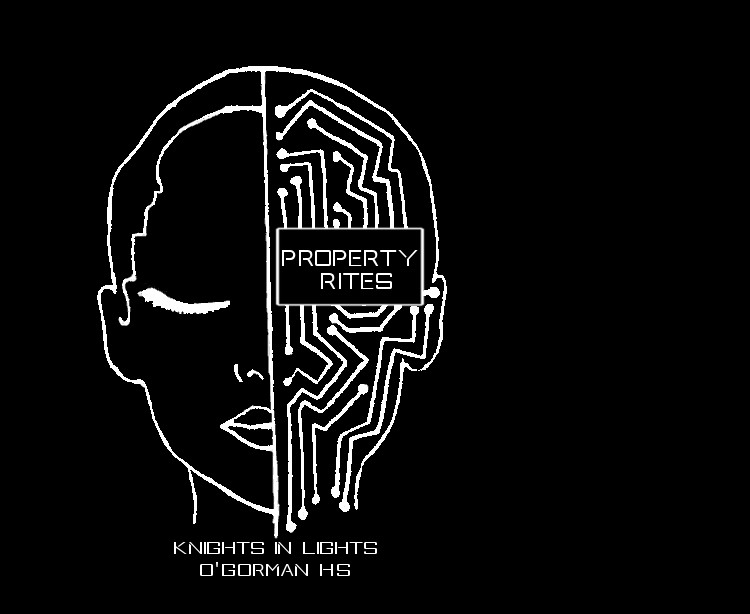 PROPERTY
RITES
KNIGHTS IN LIGHTS
O'GORMAN HS